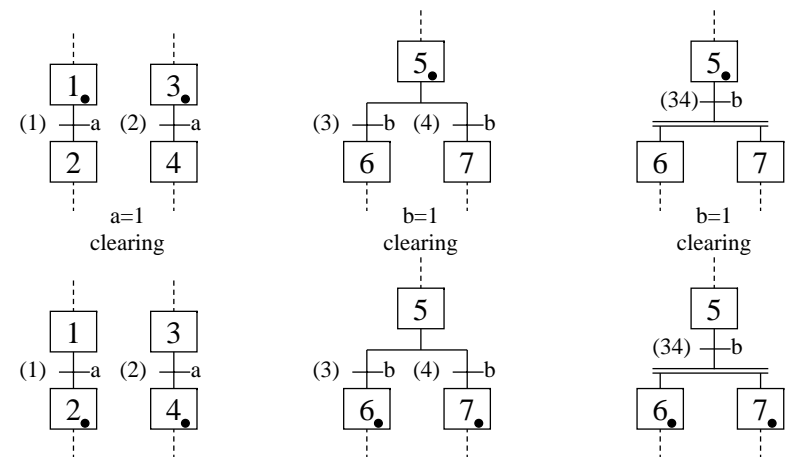 1 3 5 5
(1) a (2) a (3) b (4) b (34) b
2 4 6 7 6 7
a=1 b=1 b=1
clearing clearing clearing
1 3 5 5
(1) a (2) a (3) b (4) b (34) b
2 4 6 7 6 7